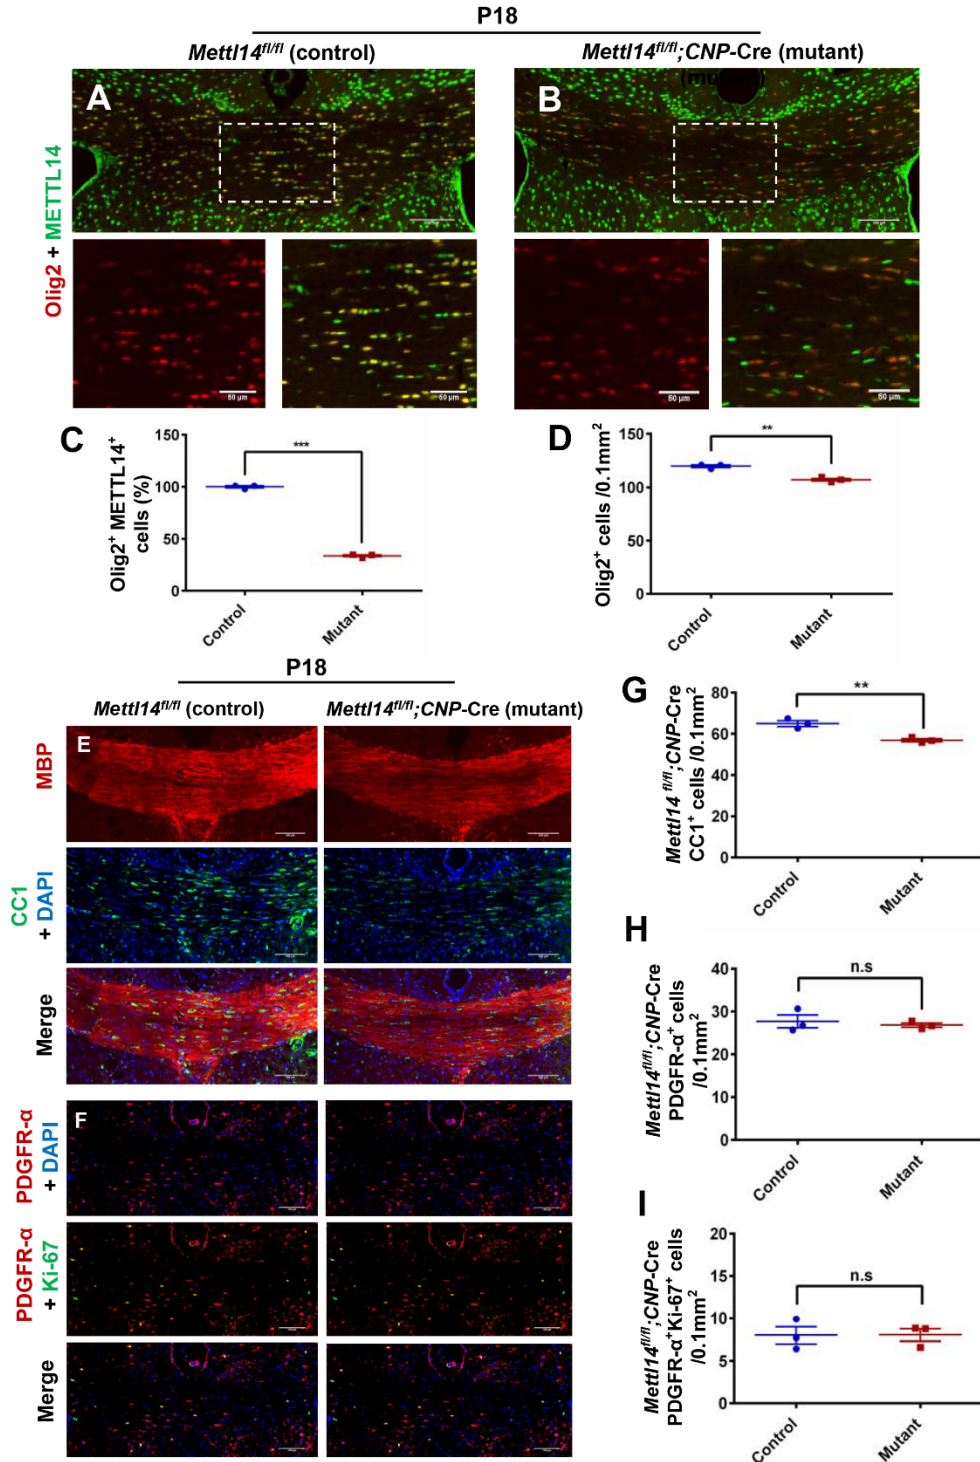 P18
Mettl14fl/fl (control)
Mettl14fl/fl;CNP-Cre (mutant)
(mutant)
A
B
Olig2 + METTL14
50 µm
50 µm
50 µm
50 µm
C
Olig2+ METTL14+
cells (%)
150
100
50
0
***
Control
Mutant
D
Olig2+ cells /0.1mm2
150
100
50
0
**
Control
Mutant
P18
Mettl14fl/fl (control)
Mettl14fl/fl;CNP-Cre (mutant)
E
MBP
CC1
+ DAPI
Merge
F
PDGFR-α
+ DAPI
PDGFR-α
+ Ki-67
Merge
G
Mettl14 fl/fl;CNP-Cre
CC1+ cells /0.1mm2
80
60
40
20
0
**
Control
Mutant
H
Mettl14fl/fl;CNP-Cre
PDGFR-α+ cells
/0.1mm2
40
30
20
10
0
n.s
Control
Mutant
I
Mettl14fl/fl;CNP-Cre
PDGFR-α+Ki-67+ cells
/0.1mm2
20
15
10
5
0
n.s
Control
Mutant